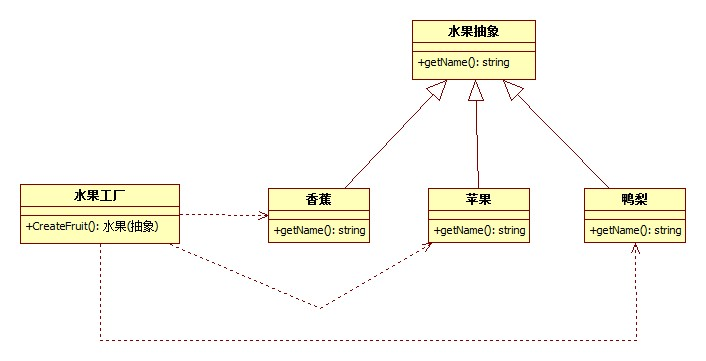 水果抽象
+getName(): string
水果工厂
+CreateFruit(): 水果(抽象)
香蕉
+getName(): string
苹果
+getName(): string
鸭梨
+getName(): string